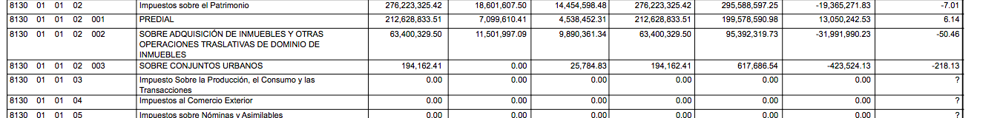 8130 01 01 02 Impuestos sobre el Patrimonio 276,223,325.42 18,601,607.50 14,454,598.48 276,223,325.42 295,588,597.25 -19,365,271.83 -7.01
8130 01 01 02 001 PREDIAL 212,628,833.51 7,099,610.41 4,538,452.31 212,628,833.51 199,578,590.98 13,050,242.53 6.14
8130 01 01 02 002 SOBRE ADQUISICIÓN DE INMUEBLES Y OTRAS 63,400,329.50 11,501,997.09 9,890,361.34 63,400,329.50 95,392,319.73 -31,991,990.23 -50.46
OPERACIONES TRASLATIVAS DE DOMINIO DE
INMUEBLES
8130 01 01 02 003 SOBRE CONJUNTOS URBANOS 194,162.41 0.00 25,784.83 194,162.41 617,686.54 -423,524.13 -218.13
8130 01 01 03 Impuesto Sobre la Producción, el Consumo y las 0.00 0.00 0.00 0.00 0.00 0.00 ?
Transacciones
8130 01 01 04 Impuestos al Comercio Exterior 0.00 0.00 0.00 0.00 0.00 0.00 ?
8130 01 01 05 Impuestos sobre Nóminas y Asimilables 0.00 0.00 0.00 0.00 0.00 0.00 ?